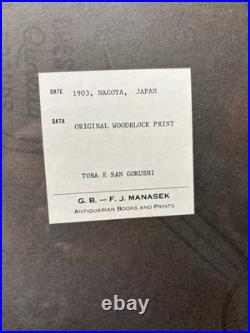 DATE 1903, NAGOYA, JAPAN
DATA ORIGINAL WOODBLOCK PRINT
TOBA E SAN GOKUSHI
G. B. — F. J. MANASEK
ANTIQUARIAN BOOKS AND PRINTS